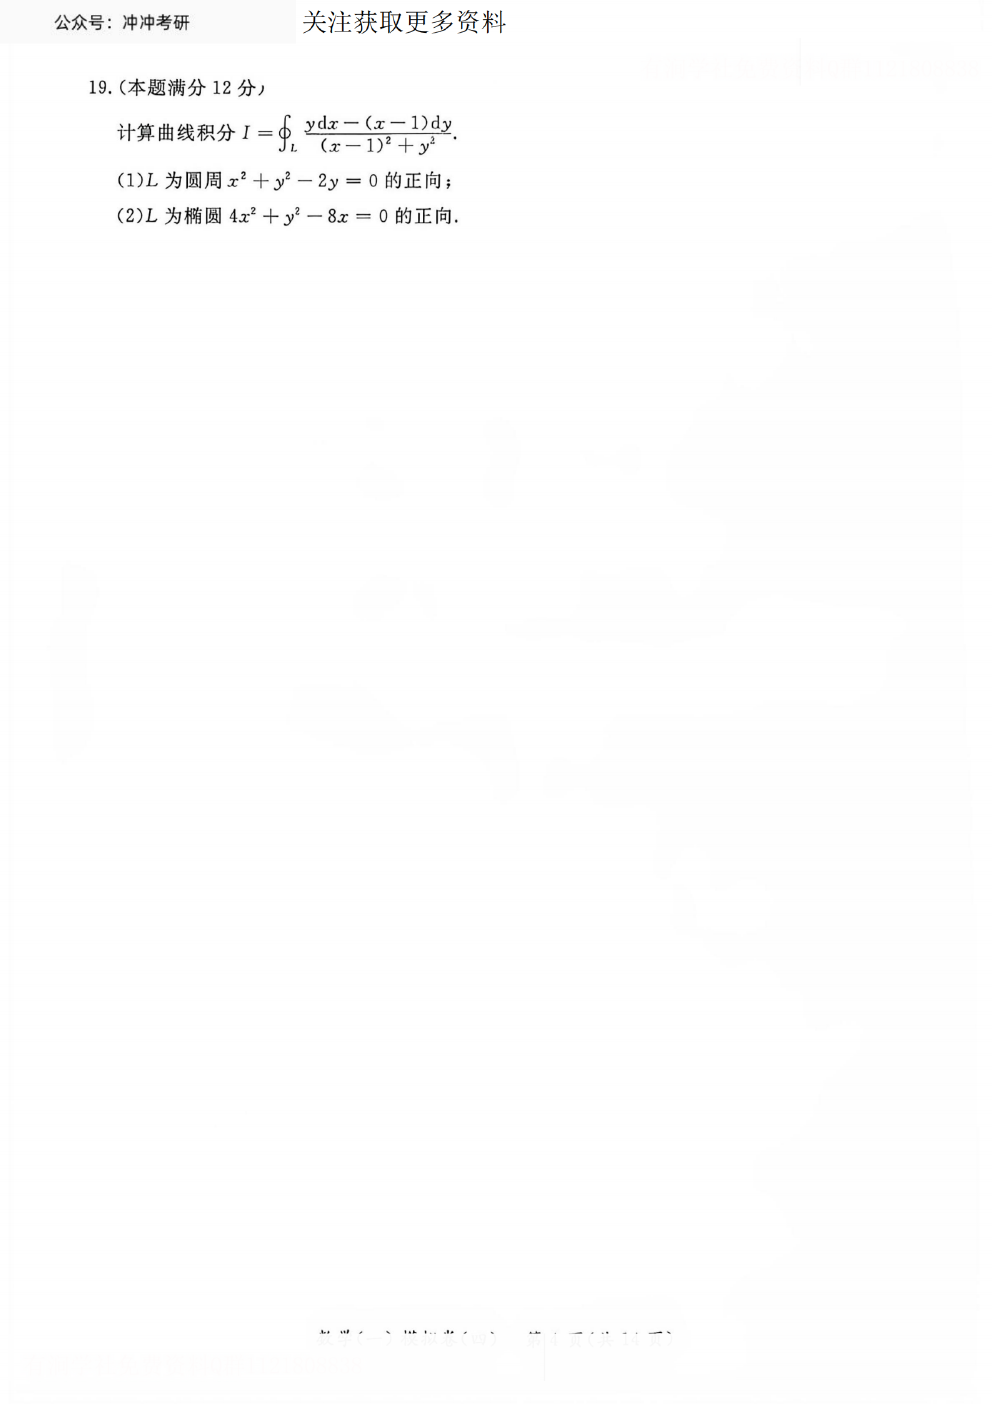 公众号：冲冲考研
关注获取更多资料
19.(本题满分 12 分)
计算曲线积分 I = ∮_L (ydx − (x − 1)dy) / ((x − 1)² + y²).
(1)L 为圆周 x² + y² − 2y = 0 的正向；
(2)L 为椭圆 4x² + y² − 8x = 0 的正向.